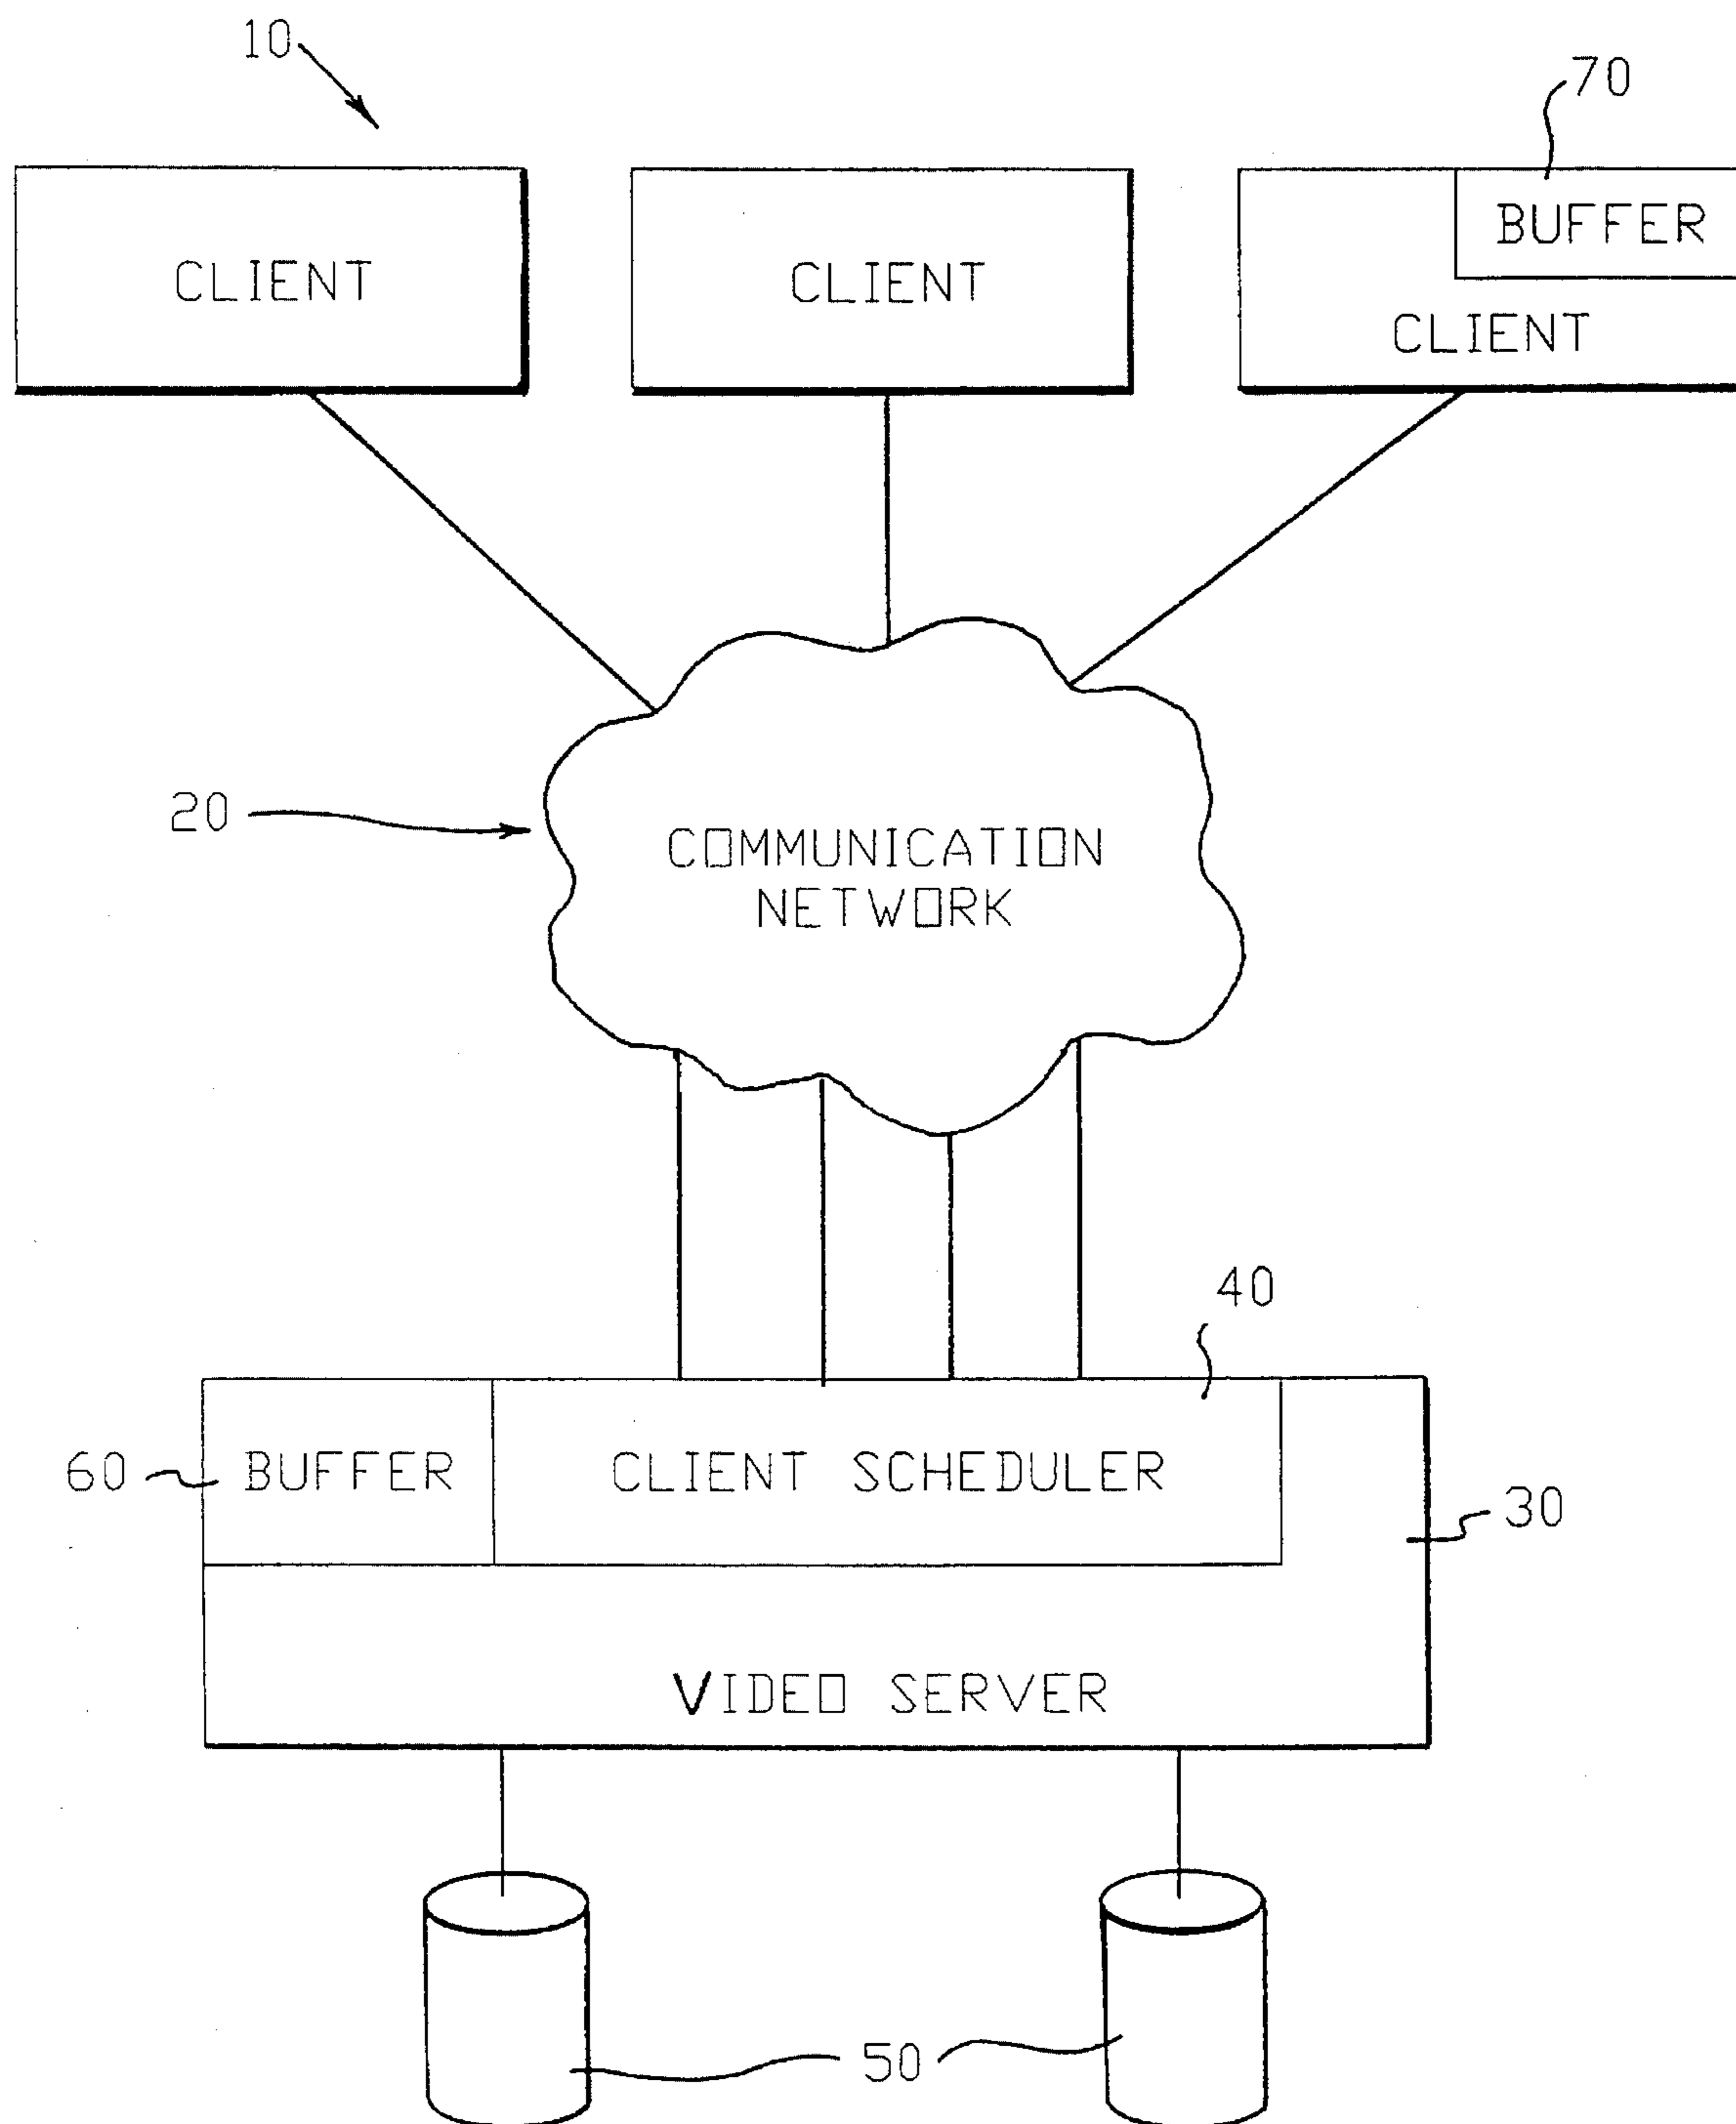 10
70
BUFFER
CLIENT
CLIENT
CLIENT
20
COMMUNICATION
NETWORK
40
60
BUFFER
CLIENT SCHEDULER
30
VIDEO SERVER
50